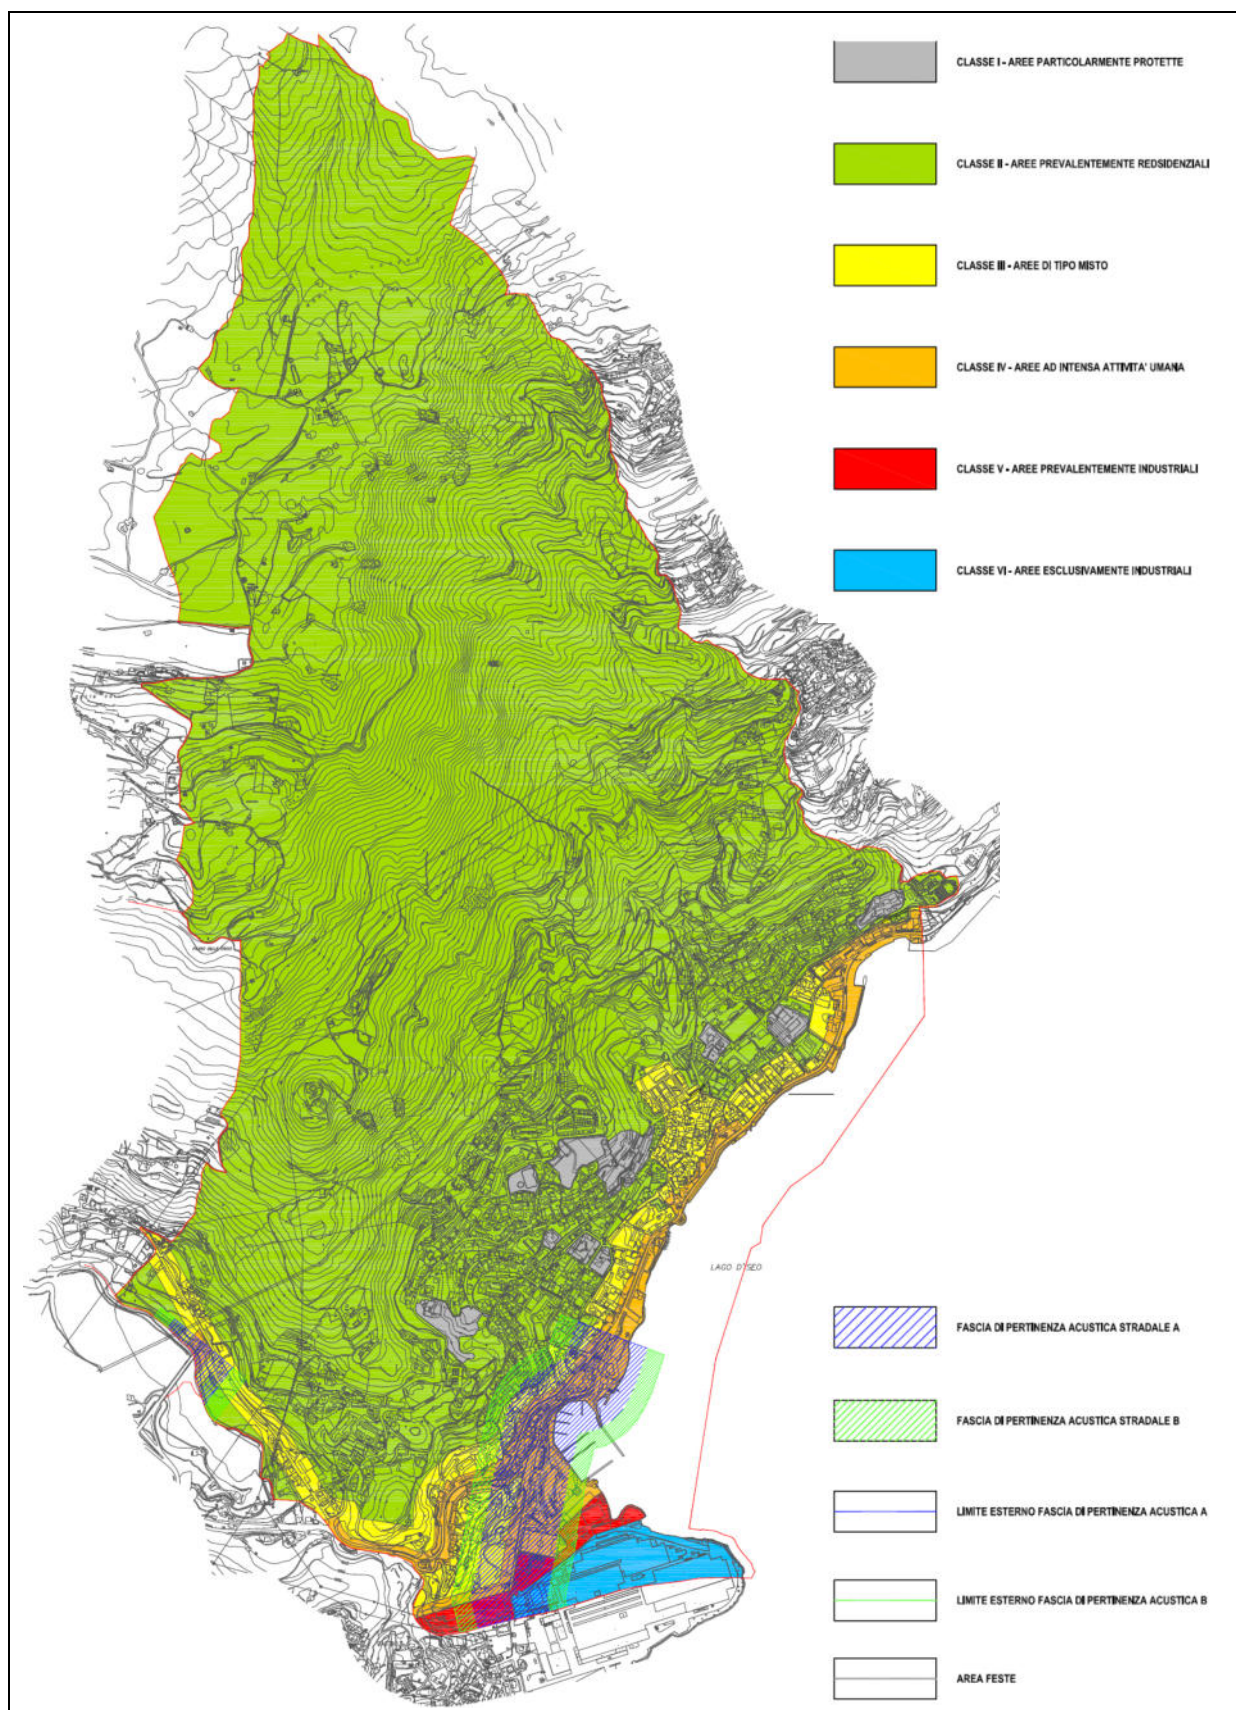 CLASSE I - AREE PARTICOLARMENTE PROTETTE
CLASSE II - AREE PREVALENTEMENTE REDSIDENZIALI
CLASSE III - AREE DI TIPO MISTO
CLASSE IV - AREE AD INTENSA ATTIVITA' UMANA
CLASSE V - AREE PREVALENTEMENTE INDUSTRIALI
CLASSE VI - AREE ESCLUSIVAMENTE INDUSTRIALI
LAGO D'ISEO
FASCIA DI PERTINENZA ACUSTICA STRADALE A
FASCIA DI PERTINENZA ACUSTICA STRADALE B
LIMITE ESTERNO FASCIA DI PERTINENZA ACUSTICA A
LIMITE ESTERNO FASCIA DI PERTINENZA ACUSTICA B
AREA FESTE